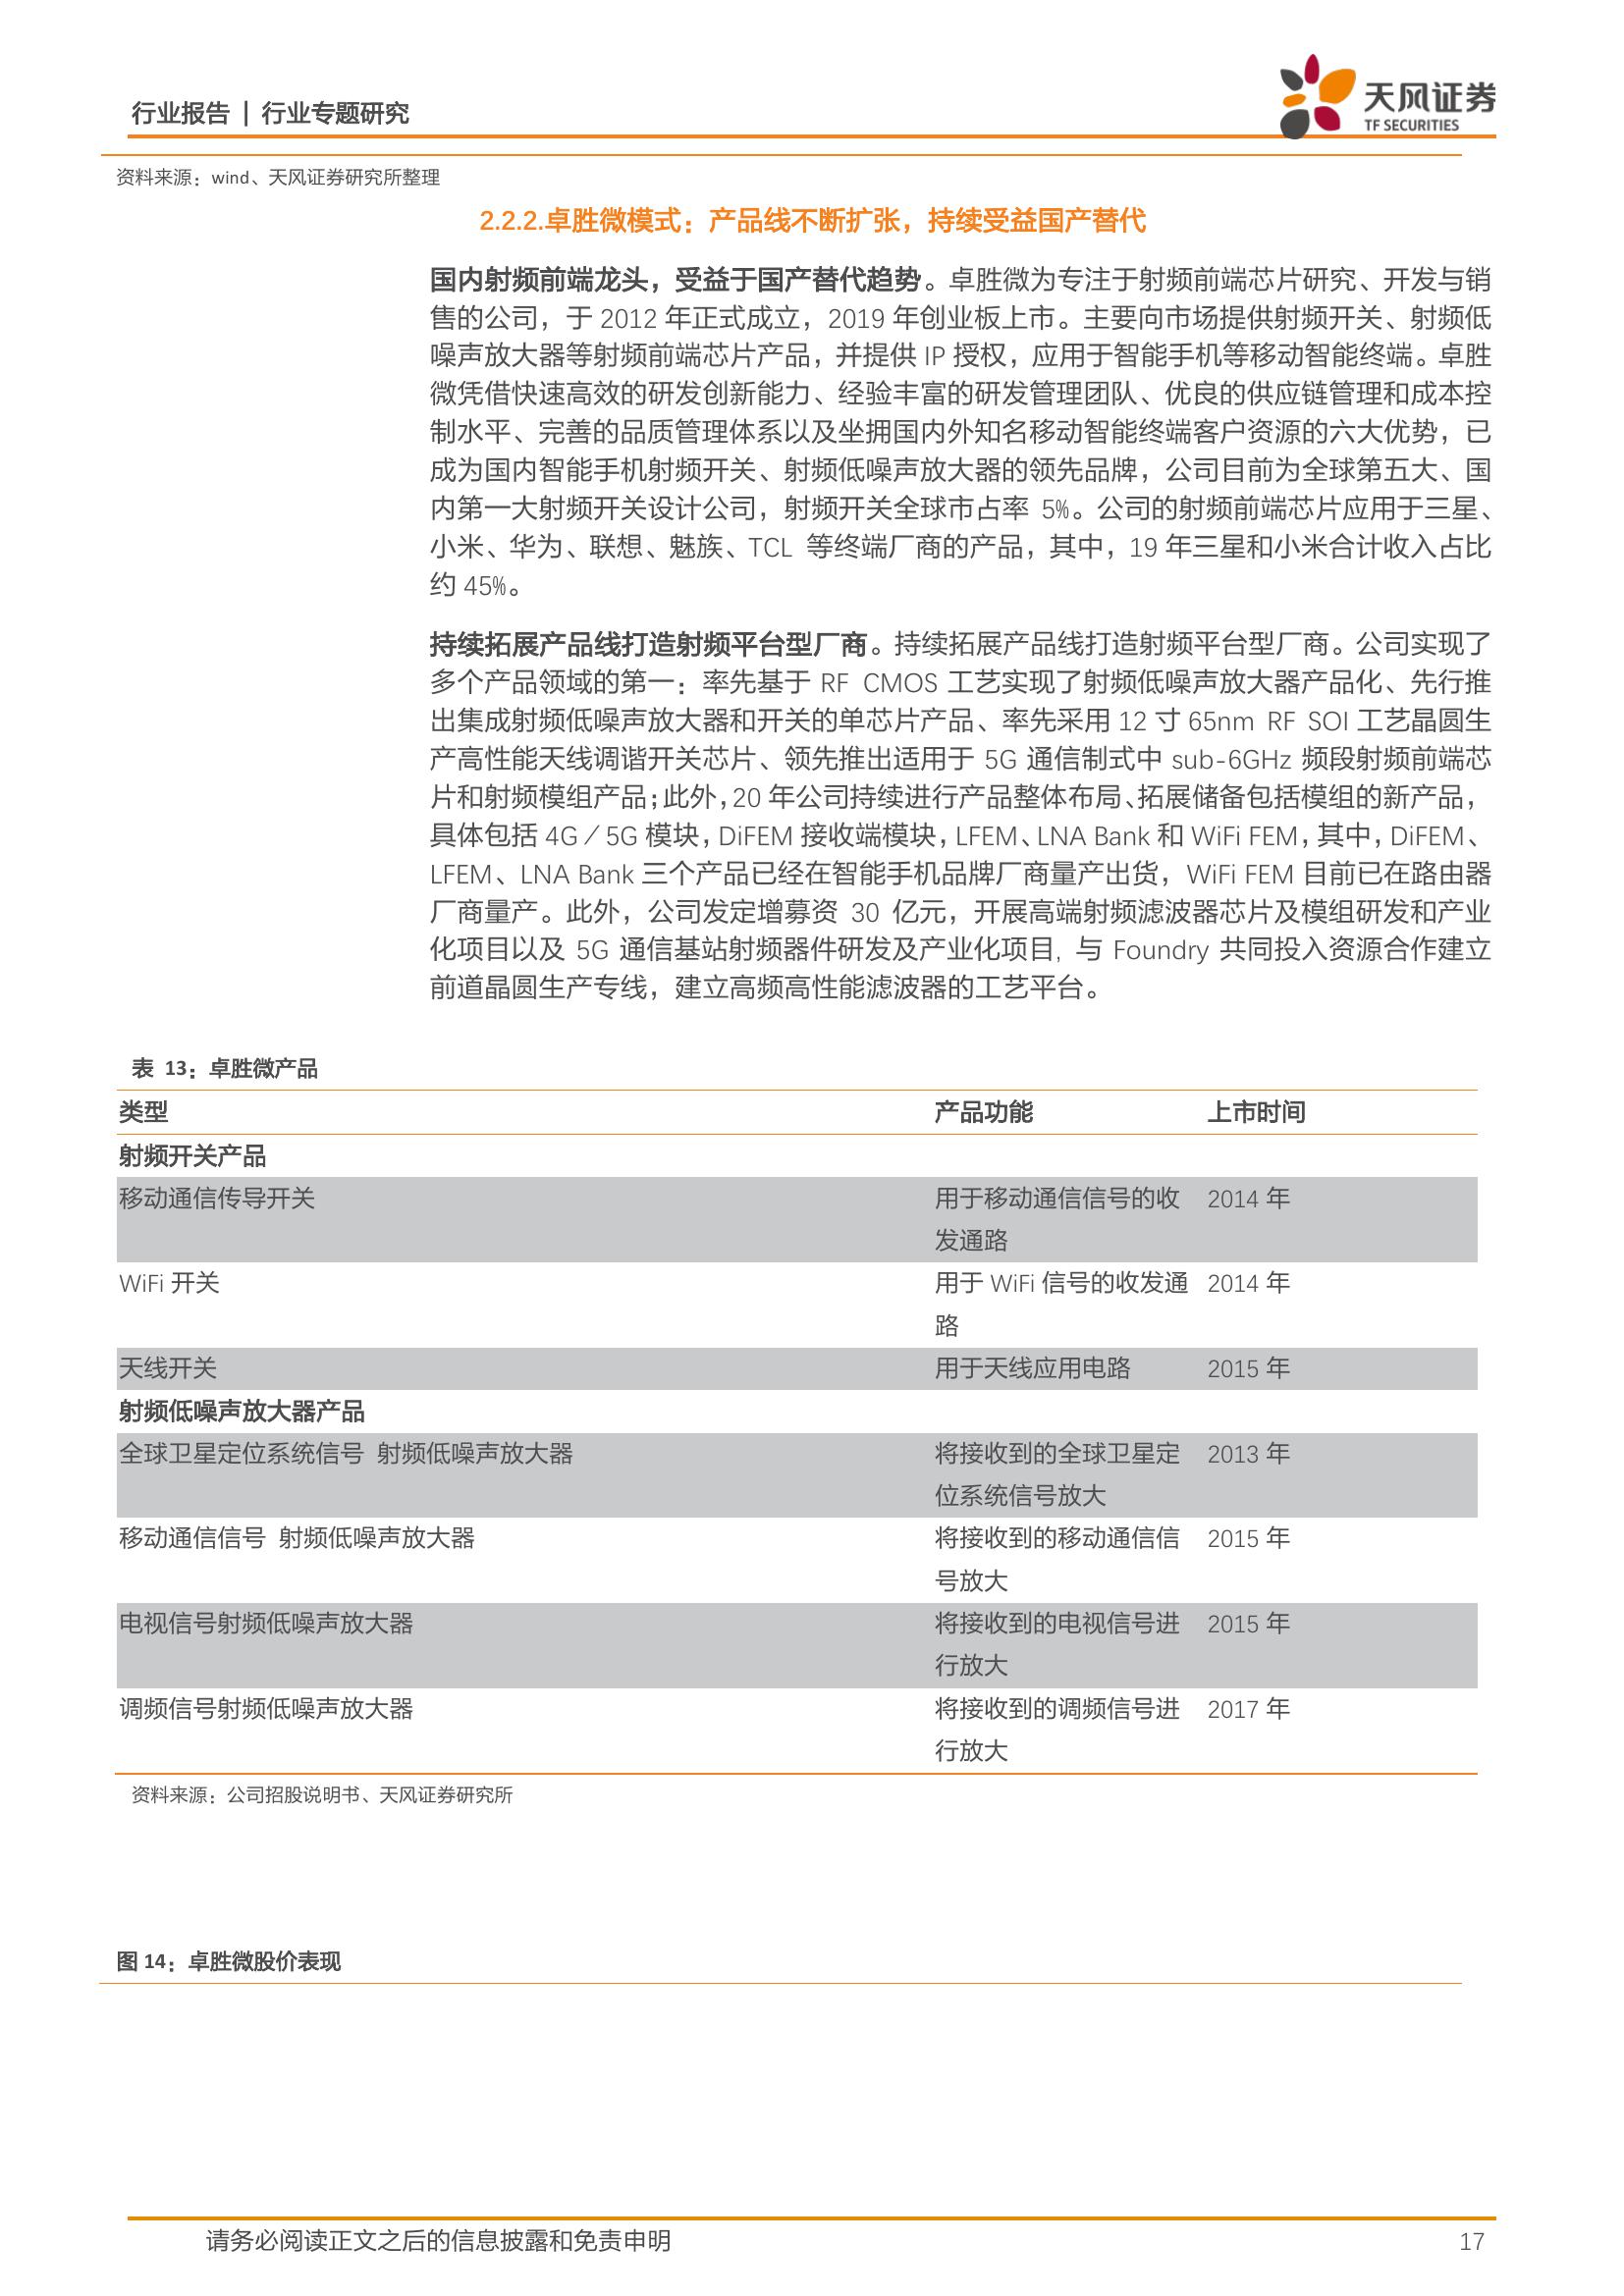 行业报告 | 行业专题研究
天风证券
TF SECURITIES
资料来源：wind、天风证券研究所整理
2.2.2.卓胜微模式：产品线不断扩张，持续受益国产替代
国内射频前端龙头，受益于国产替代趋势。卓胜微为专注于射频前端芯片研究、开发与销
售的公司，于 2012 年正式成立，2019 年创业板上市。主要向市场提供射频开关、射频低
噪声放大器等射频前端芯片产品，并提供 IP 授权，应用于智能手机等移动智能终端。卓胜
微凭借快速高效的研发创新能力、经验丰富的研发管理团队、优良的供应链管理和成本控
制水平、完善的品质管理体系以及坐拥国内外知名移动智能终端客户资源的六大优势，已
成为国内智能手机射频开关、射频低噪声放大器的领先品牌，公司目前为全球第五大、国
内第一大射频开关设计公司，射频开关全球市占率 5%。公司的射频前端芯片应用于三星、
小米、华为、联想、魅族、TCL 等终端厂商的产品，其中，19 年三星和小米合计收入占比
约 45%。
持续拓展产品线打造射频平台型厂商。持续拓展产品线打造射频平台型厂商。公司实现了
多个产品领域的第一：率先基于 RF CMOS 工艺实现了射频低噪声放大器产品化、先行推
出集成射频低噪声放大器和开关的单芯片产品、率先采用 12 寸 65nm RF SOI 工艺晶圆生
产高性能天线调谐开关芯片、领先推出适用于 5G 通信制式中 sub-6GHz 频段射频前端芯
片和射频模组产品；此外，20 年公司持续进行产品整体布局、拓展储备包括模组的新产品，
具体包括 4G／5G 模块，DiFEM 接收端模块，LFEM、LNA Bank 和 WiFi FEM，其中，DiFEM、
LFEM、LNA Bank 三个产品已经在智能手机品牌厂商量产出货，WiFi FEM 目前已在路由器
厂商量产。此外，公司发定增募资 30 亿元，开展高端射频滤波器芯片及模组研发和产业
化项目以及 5G 通信基站射频器件研发及产业化项目, 与 Foundry 共同投入资源合作建立
前道晶圆生产专线，建立高频高性能滤波器的工艺平台。
表 13：卓胜微产品
类型 产品功能 上市时间
射频开关产品
移动通信传导开关 用于移动通信信号的收 2014 年
发通路
WiFi 开关 用于 WiFi 信号的收发通 2014 年
路
天线开关 用于天线应用电路 2015 年
射频低噪声放大器产品
全球卫星定位系统信号 射频低噪声放大器 将接收到的全球卫星定 2013 年
位系统信号放大
移动通信信号 射频低噪声放大器 将接收到的移动通信信 2015 年
号放大
电视信号射频低噪声放大器 将接收到的电视信号进 2015 年
行放大
调频信号射频低噪声放大器 将接收到的调频信号进 2017 年
行放大
资料来源：公司招股说明书、天风证券研究所
图 14：卓胜微股价表现
请务必阅读正文之后的信息披露和免责申明 17